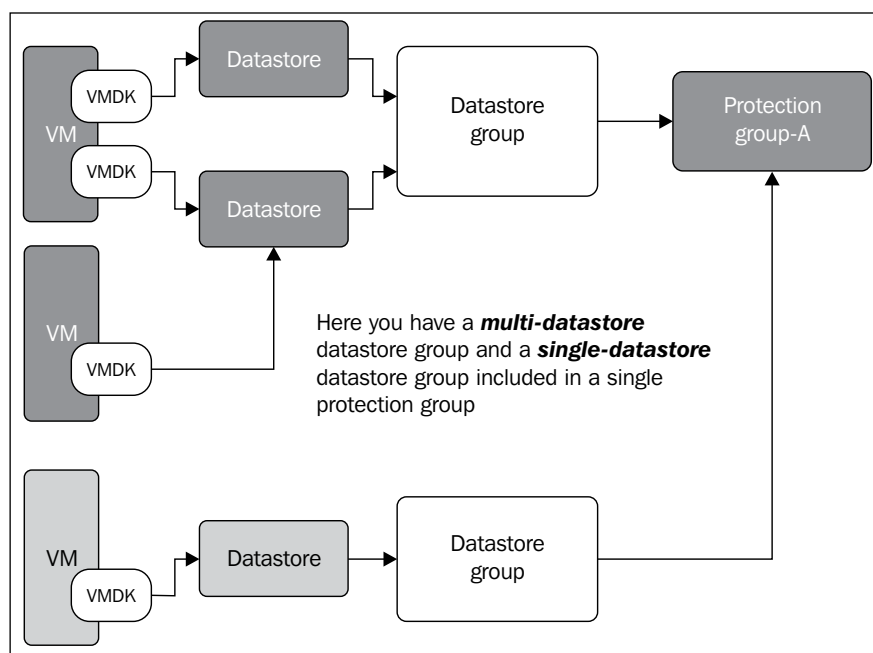 VM
VMDK
VMDK
Datastore
Datastore
Datastore
group
Protection
group-A
VM
VMDK
Here you have a multi-datastore
datastore group and a single-datastore
datastore group included in a single
protection group
VM
VMDK
Datastore
Datastore
group